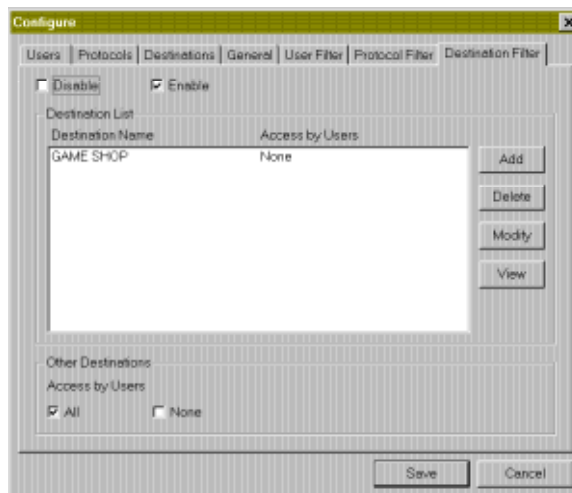 Configure
Users Protocols Destinations General User Filter Protocol Filter Destination Filter
Disable Enable
Destination List
Destination Name Access by Users
GAME SHOP None
Add
Delete
Modify
View
Other Destinations
Access by Users
All None
Save Cancel